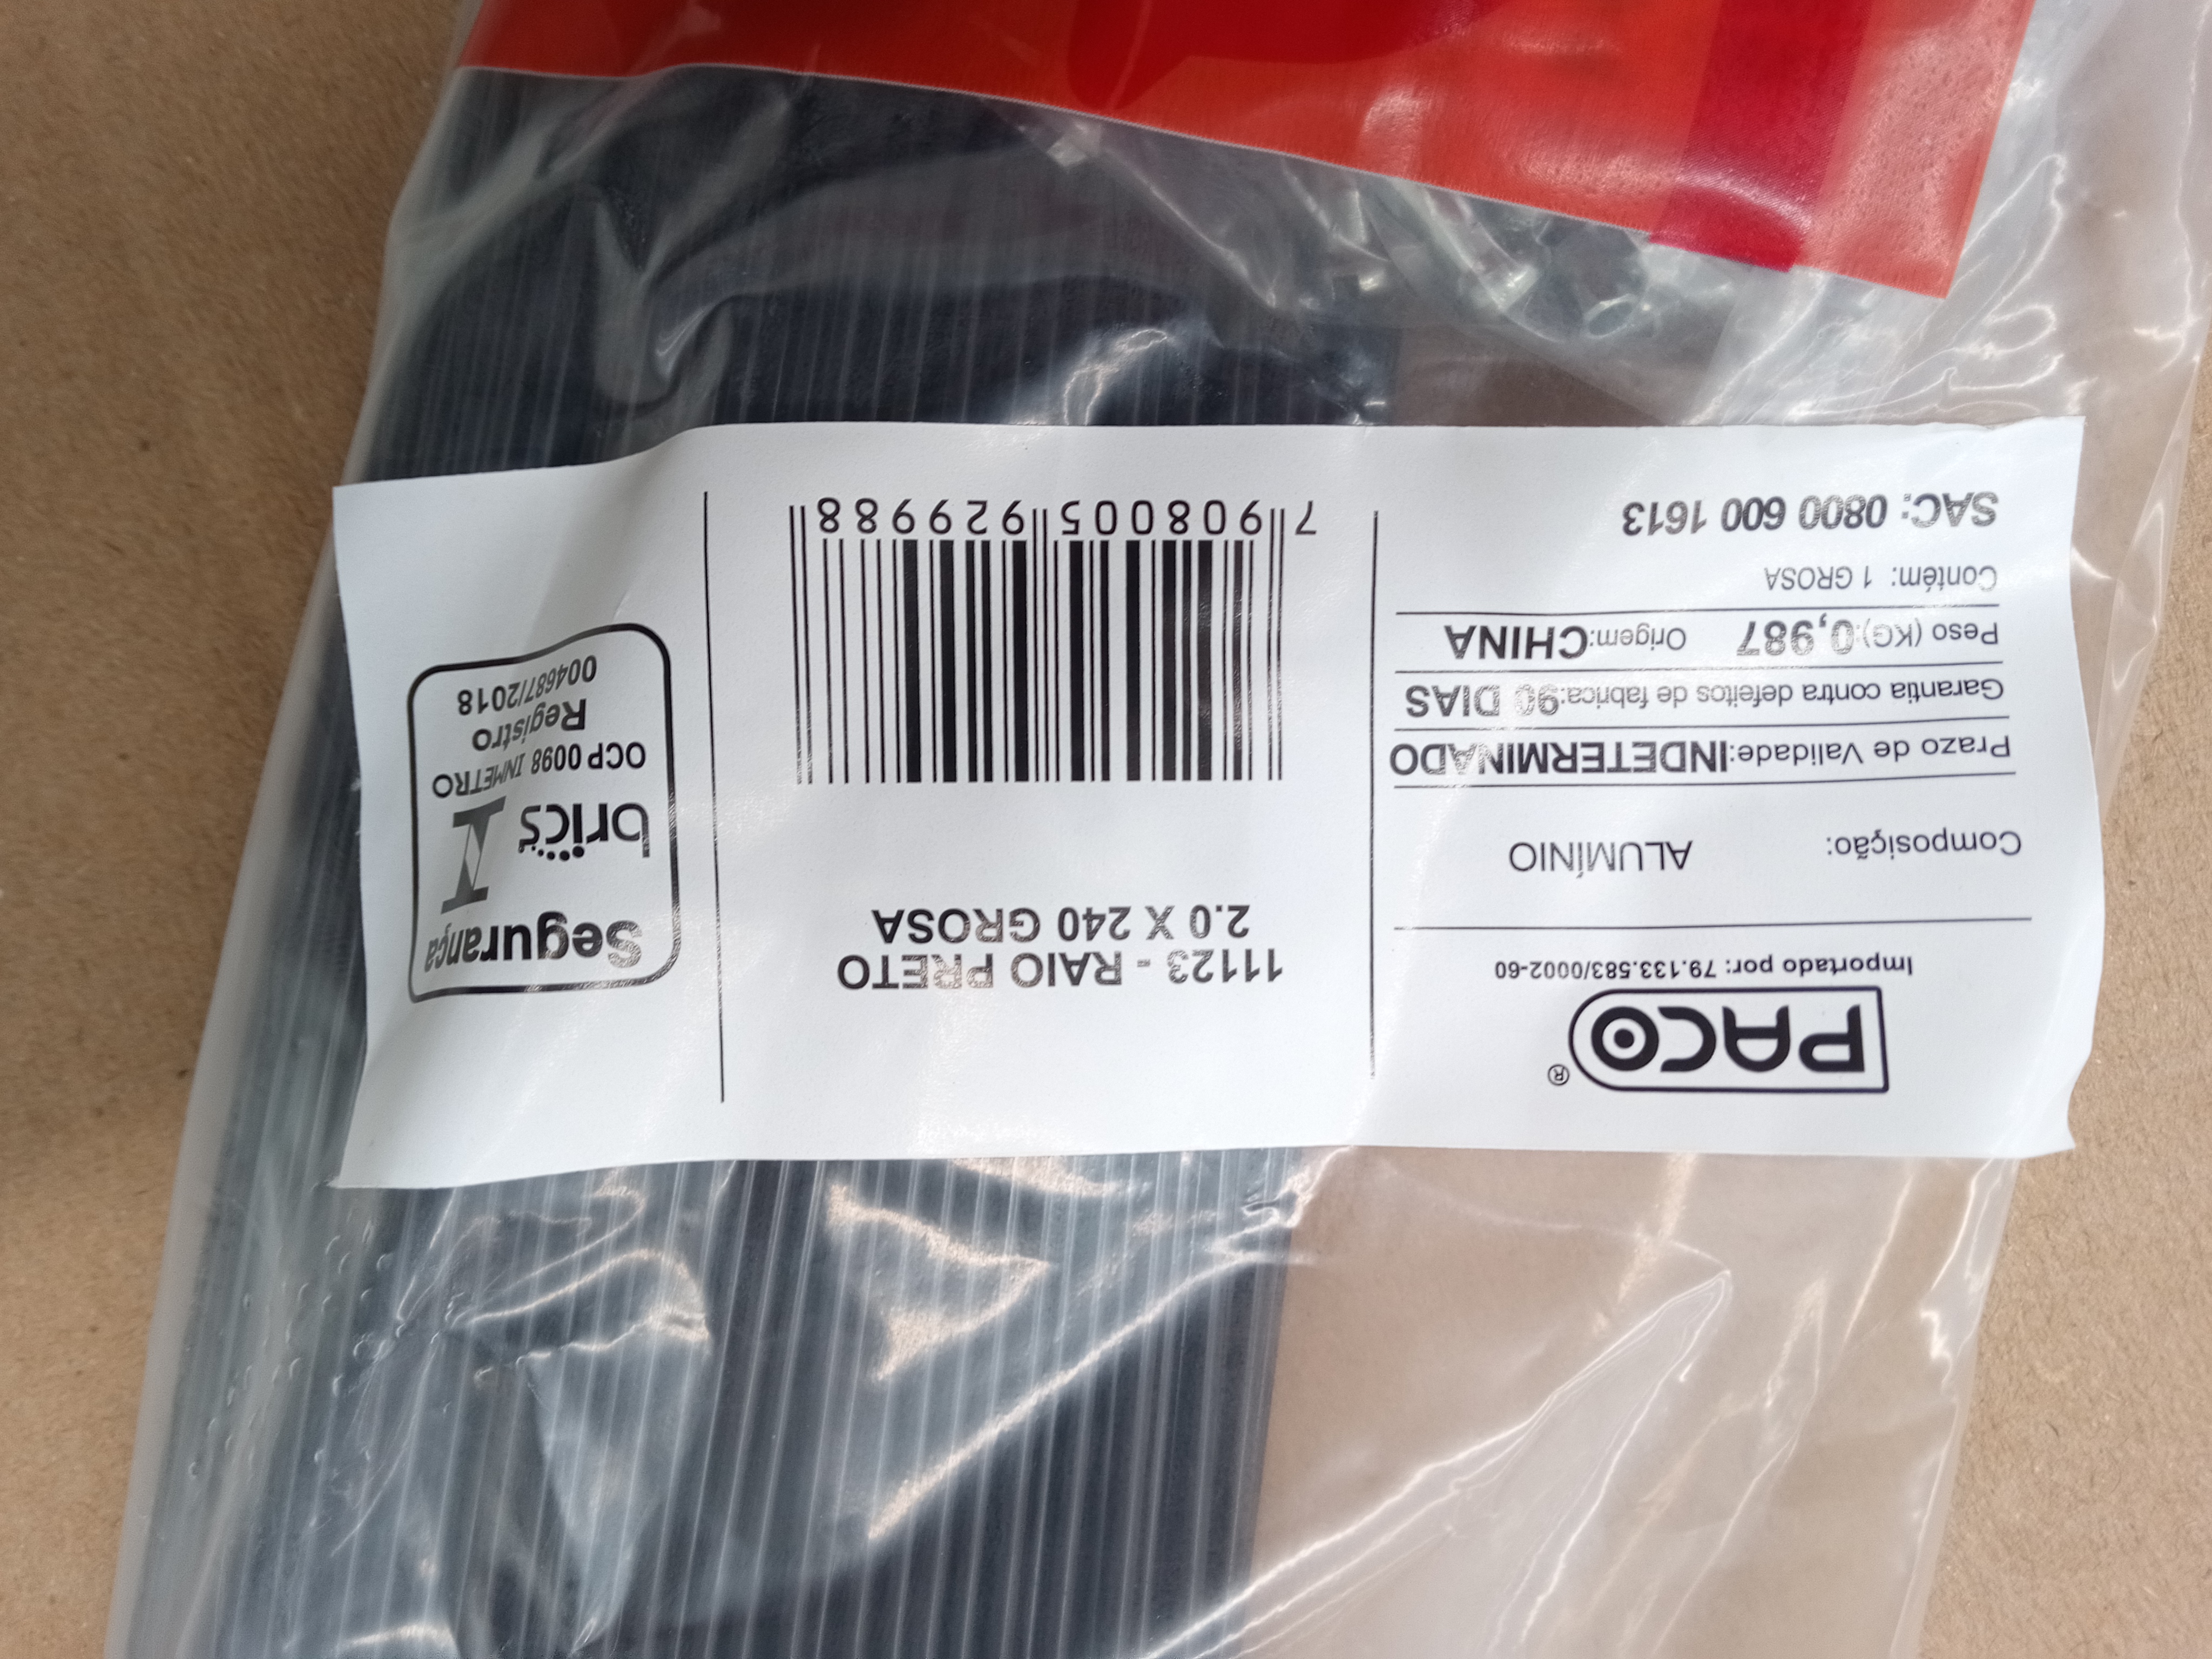 PACO®
Importado por: 79.133.583/0002-60
Composição: ALUMÍNIO
Prazo de Validade:INDETERMINADO
Garantia contra defeitos de fabrica:90 DIAS
Peso (KG):0,987 Origem:CHINA
Contém: 1 GROSA
SAC: 0800 600 1613
11123 - RAIO PRETO
2.0 X 240 GROSA
7 908005 929988
Segurança
brics
OCP 0098 INMETRO
Registro
004687/2018